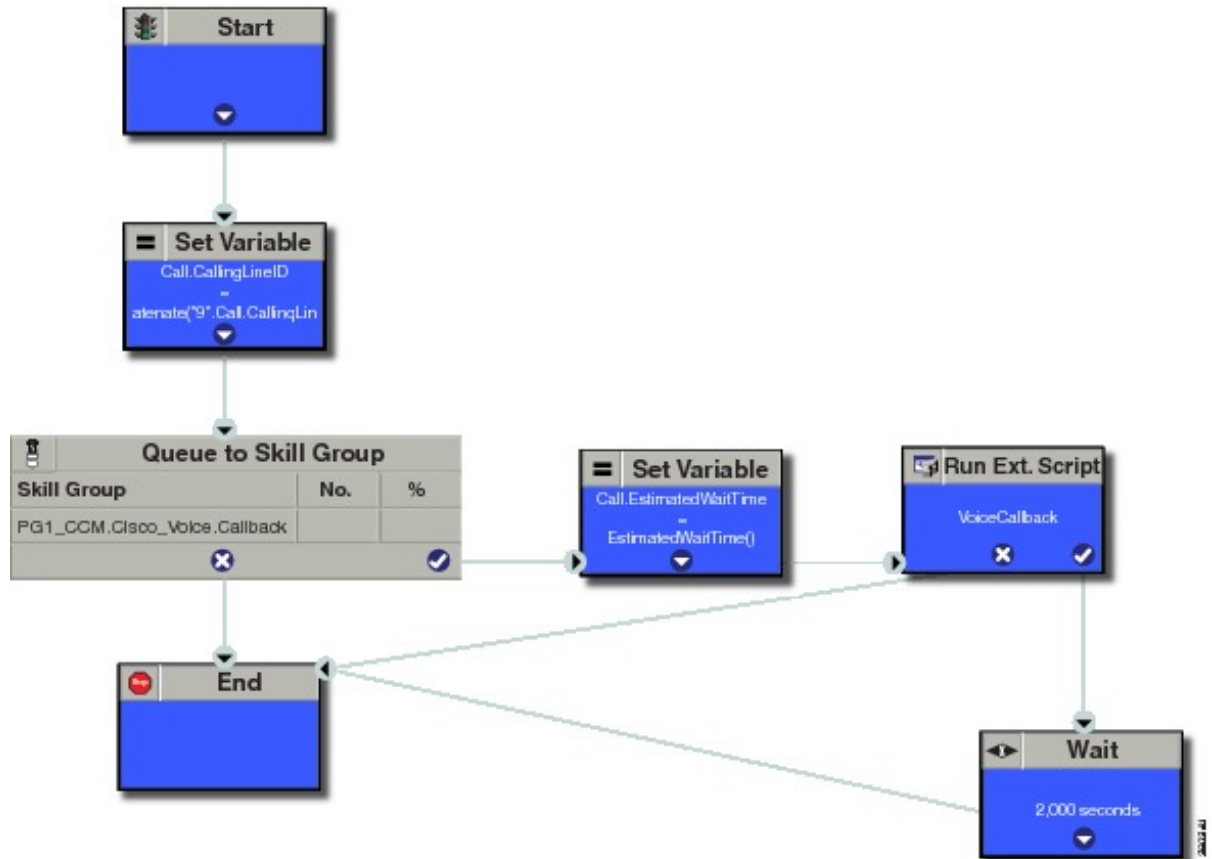 Start
Set Variable
Call.CallingLineID
=
atenate("9".Call.CallingLin
Queue to Skill Group
Skill Group No. %
PG1_CCM.Cisco_Voice.Callback
Set Variable
Call.EstimatedWaitTime
=
EstimatedWaitTime()
Run Ext. Script
VoiceCallback
End
Wait
2,000 seconds